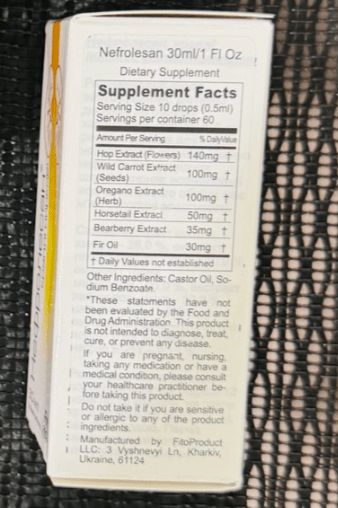 Nefrolesan 30ml/1 Fl Oz
Dietary Supplement
Supplement Facts
Serving Size 10 drops (0.5ml)
Servings per container 60
Amount Per Serving % DailyValue
Hop Extract (Flowers) 140mg †
Wild Carrot Extract
(Seeds) 100mg †
Oregano Extract
(Herb) 100mg †
Horsetail Extract 50mg †
Bearberry Extract 35mg †
Fir Oil 30mg †
† Daily Values not established
Other Ingredients: Castor Oil, So-
dium Benzoate.
*These statements have not
been evaluated by the Food and
Drug Administration. This product
is not intended to diagnose, treat,
cure, or prevent any disease.
If you are pregnant, nursing,
taking any medication or have a
medical condition, please consult
your healthcare practitioner be-
fore taking this product.
Do not take it if you are sensitive
or allergic to any of the product
ingredients.
Manufactured by FitoProduct
LLC: 3 Vyshnevyi Ln, Kharkiv,
Ukraine, 61124